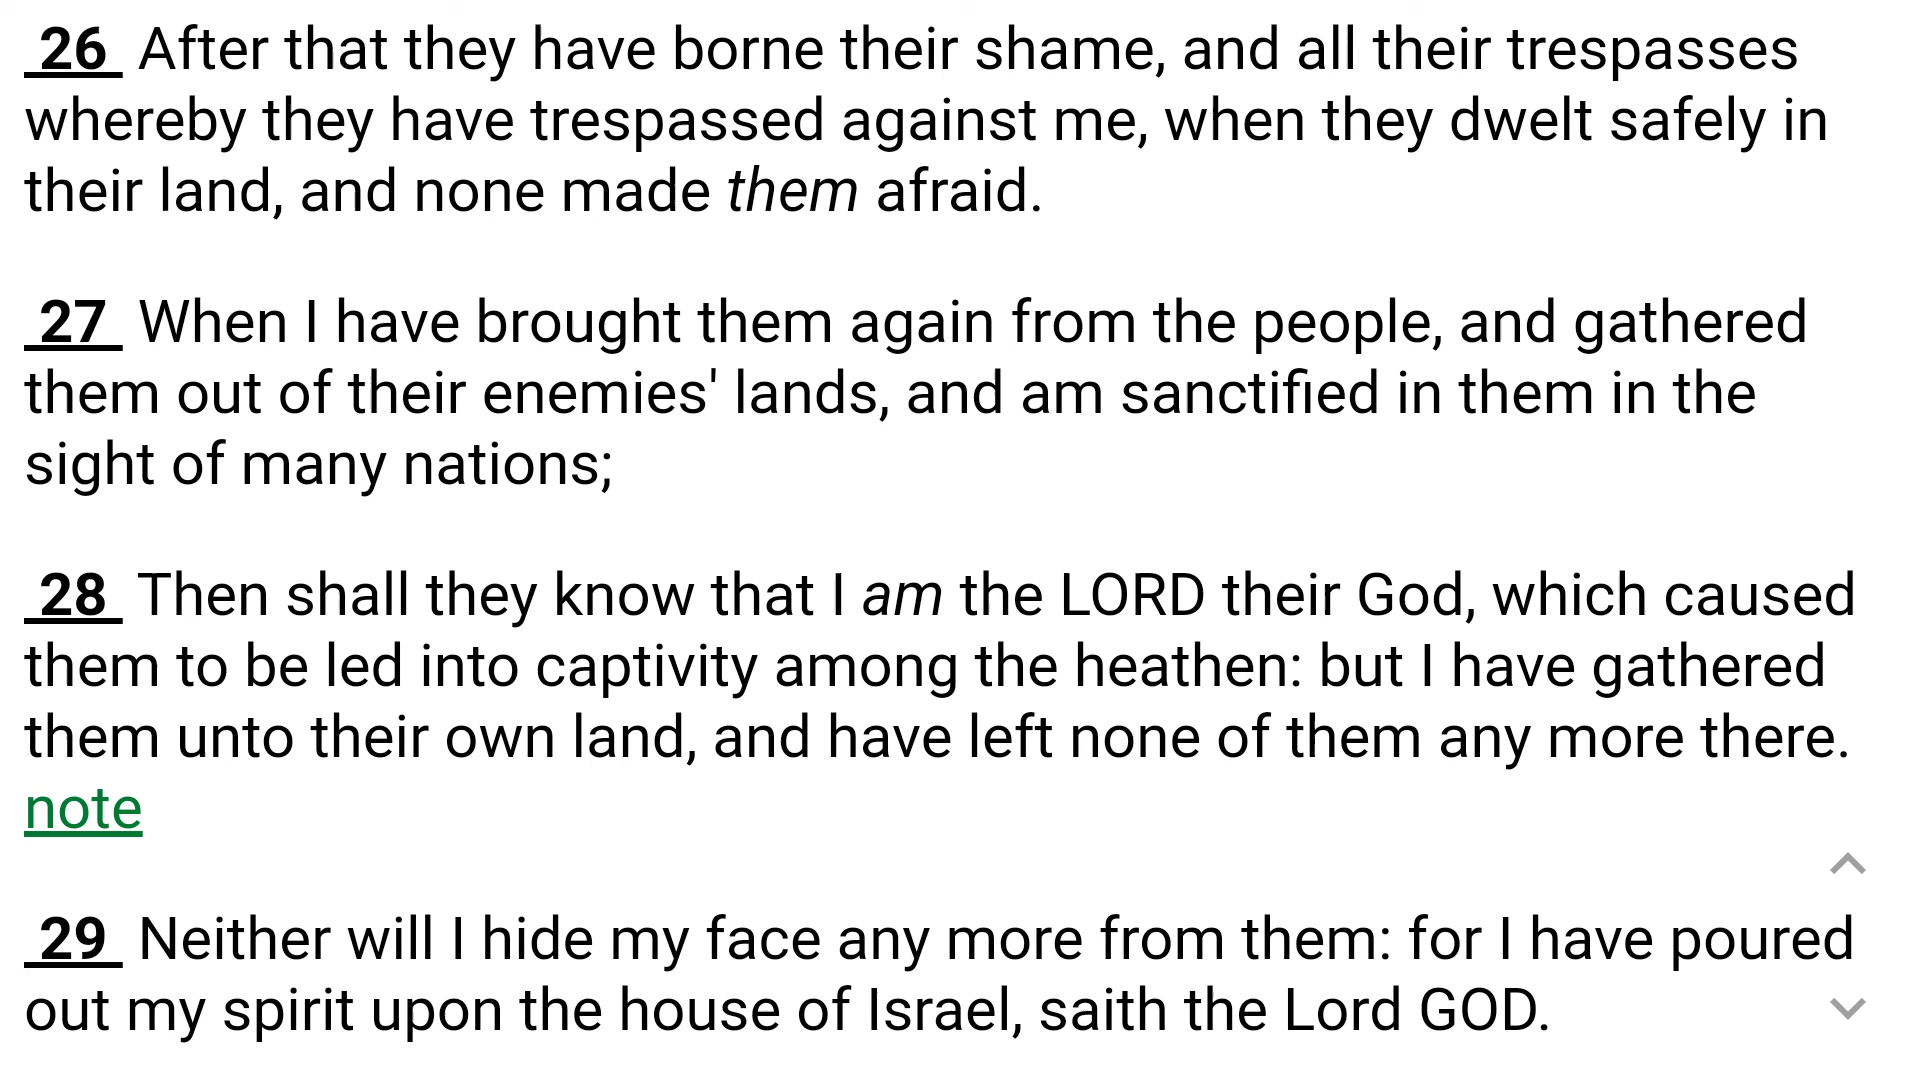 26 After that they have borne their shame, and all their trespasses
whereby they have trespassed against me, when they dwelt safely in
their land, and none made them afraid.
27 When I have brought them again from the people, and gathered
them out of their enemies' lands, and am sanctified in them in the
sight of many nations;
28 Then shall they know that I am the LORD their God, which caused
them to be led into captivity among the heathen: but I have gathered
them unto their own land, and have left none of them any more there.
note
29 Neither will I hide my face any more from them: for I have poured
out my spirit upon the house of Israel, saith the Lord GOD.